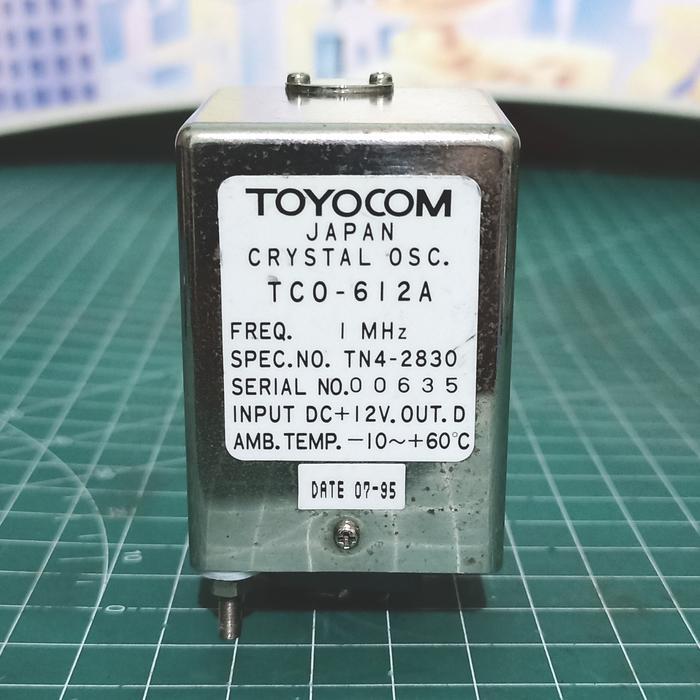 TOYOCOM
JAPAN
CRYSTAL OSC.
TCO-612A
FREQ. 1 MHz
SPEC.NO. TN4-2830
SERIAL NO.00635
INPUT DC+12V.OUT.D
AMB.TEMP. -10~+60°C
DATE 07-95
0